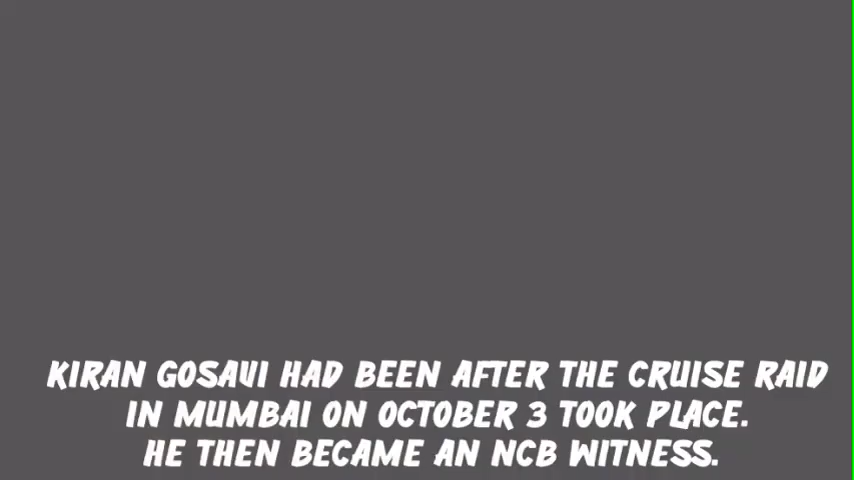 KIRAN GOSAVI HAD BEEN AFTER THE CRUISE RAID
IN MUMBAI ON OCTOBER 3 TOOK PLACE.
HE THEN BECAME AN NCB WITNESS.